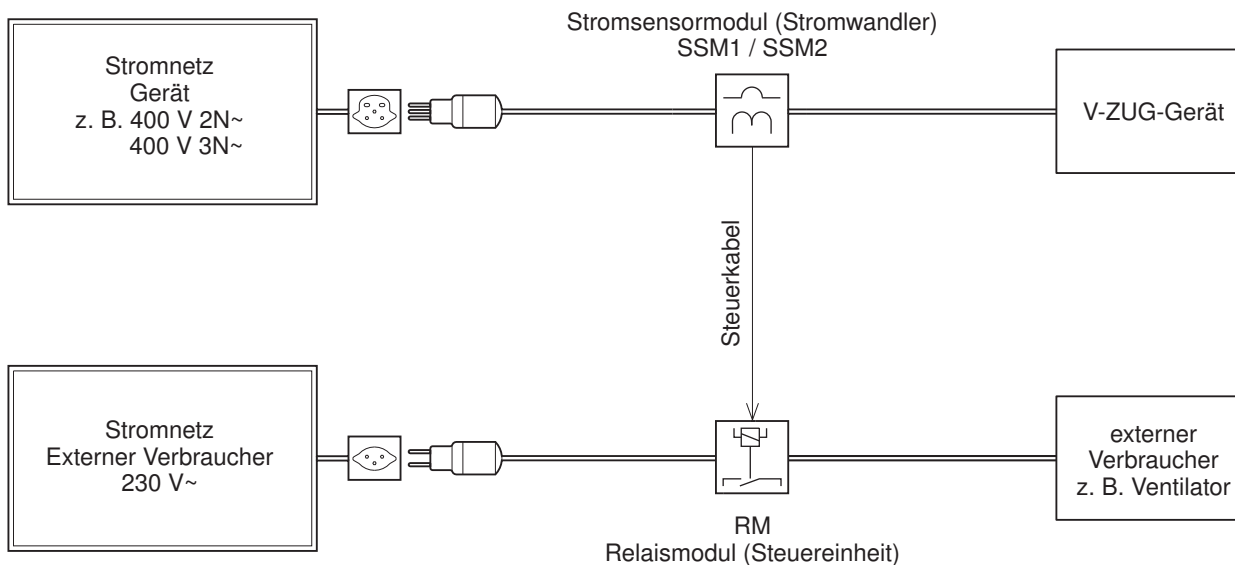 Stromsensormodul (Stromwandler)
SSM1 / SSM2
Stromnetz
Gerät
z. B. 400 V 2N~
400 V 3N~
V-ZUG-Gerät
Steuerkabel
Stromnetz
Externer Verbraucher
230 V~
externer
Verbraucher
z. B. Ventilator
RM
Relaismodul (Steuereinheit)